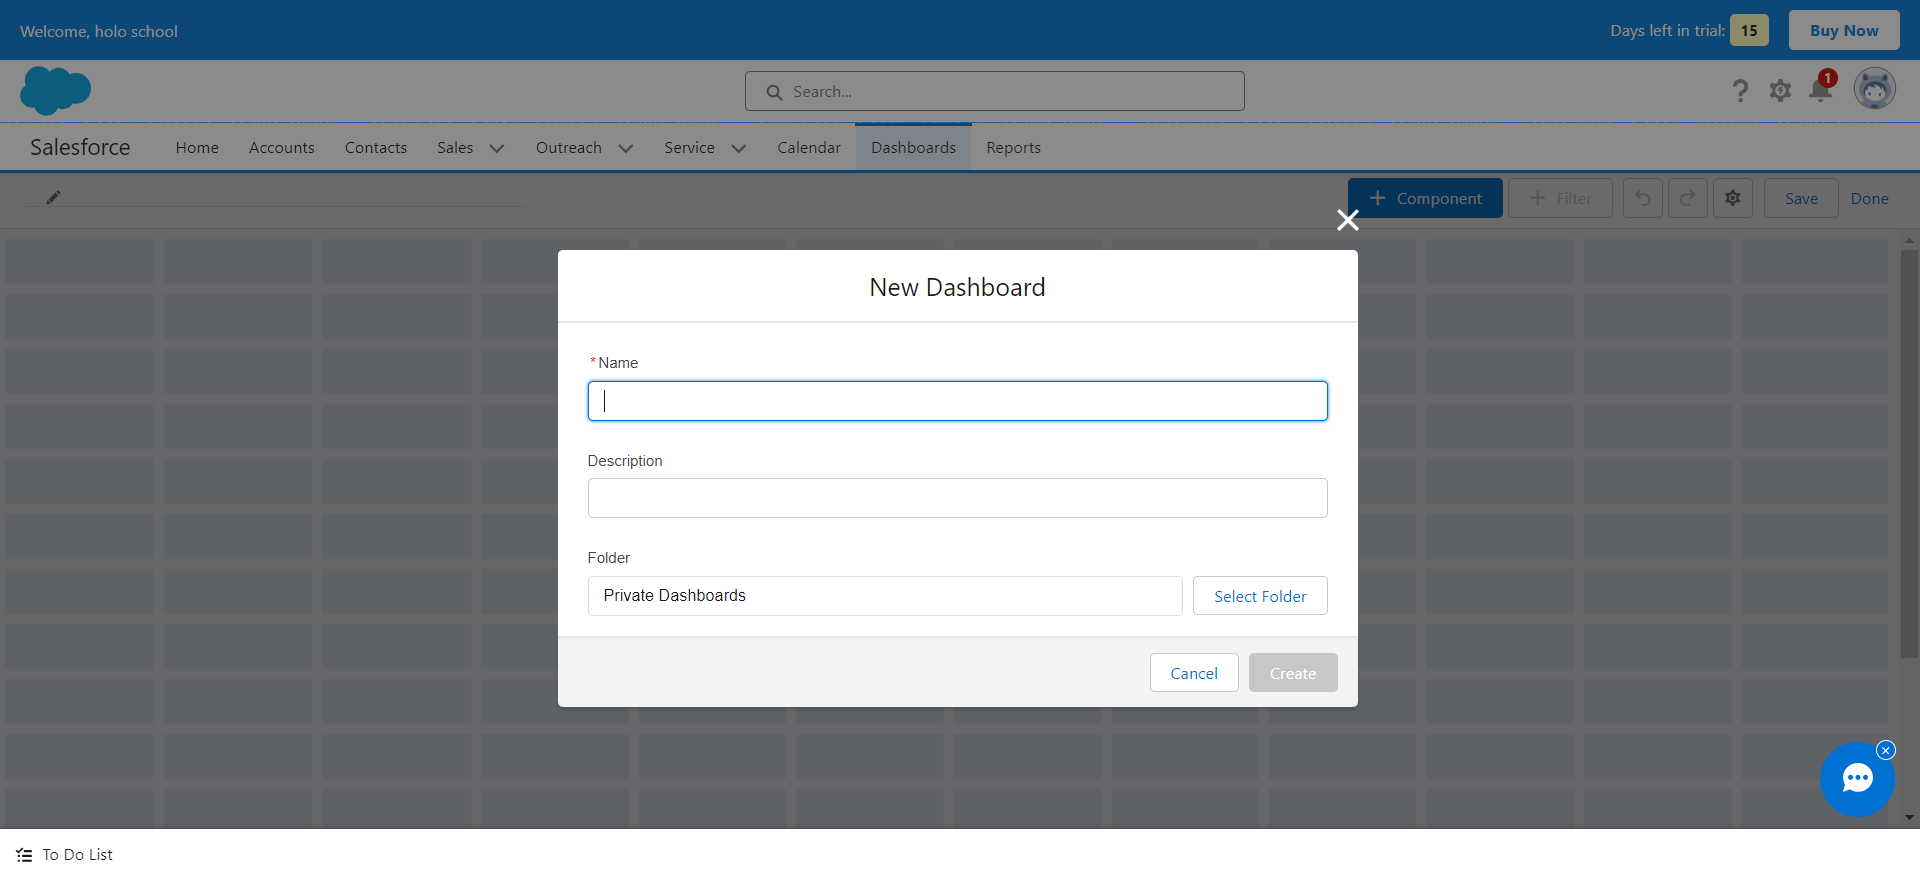 Welcome, holo school
Days left in trial: 15
Buy Now
Search...
1
Salesforce
Home
Accounts
Contacts
Sales
Outreach
Service
Calendar
Dashboards
Reports
+ Component
+ Filter
Save
Done
New Dashboard
*Name
Description
Folder
Private Dashboards
Select Folder
Cancel
Create
To Do List